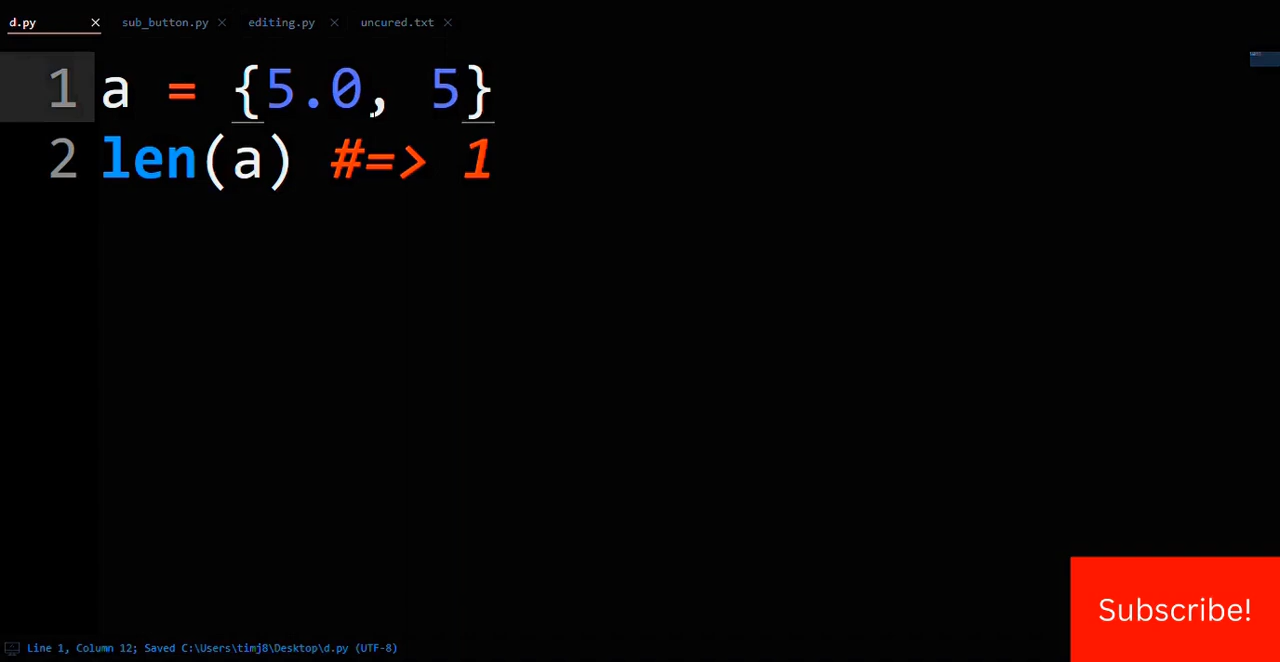 d.py sub_button.py editing.py uncured.txt
1 a = {5.0, 5}
2 len(a) #=> 1
Subscribe!
Line 1, Column 12; Saved C:\Users\timj8\Desktop\d.py (UTF-8)